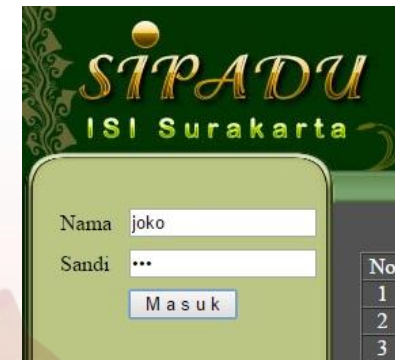 SIPADU
ISI Surakarta
Nama joko
Sandi •••
Masuk
No
1
2
3